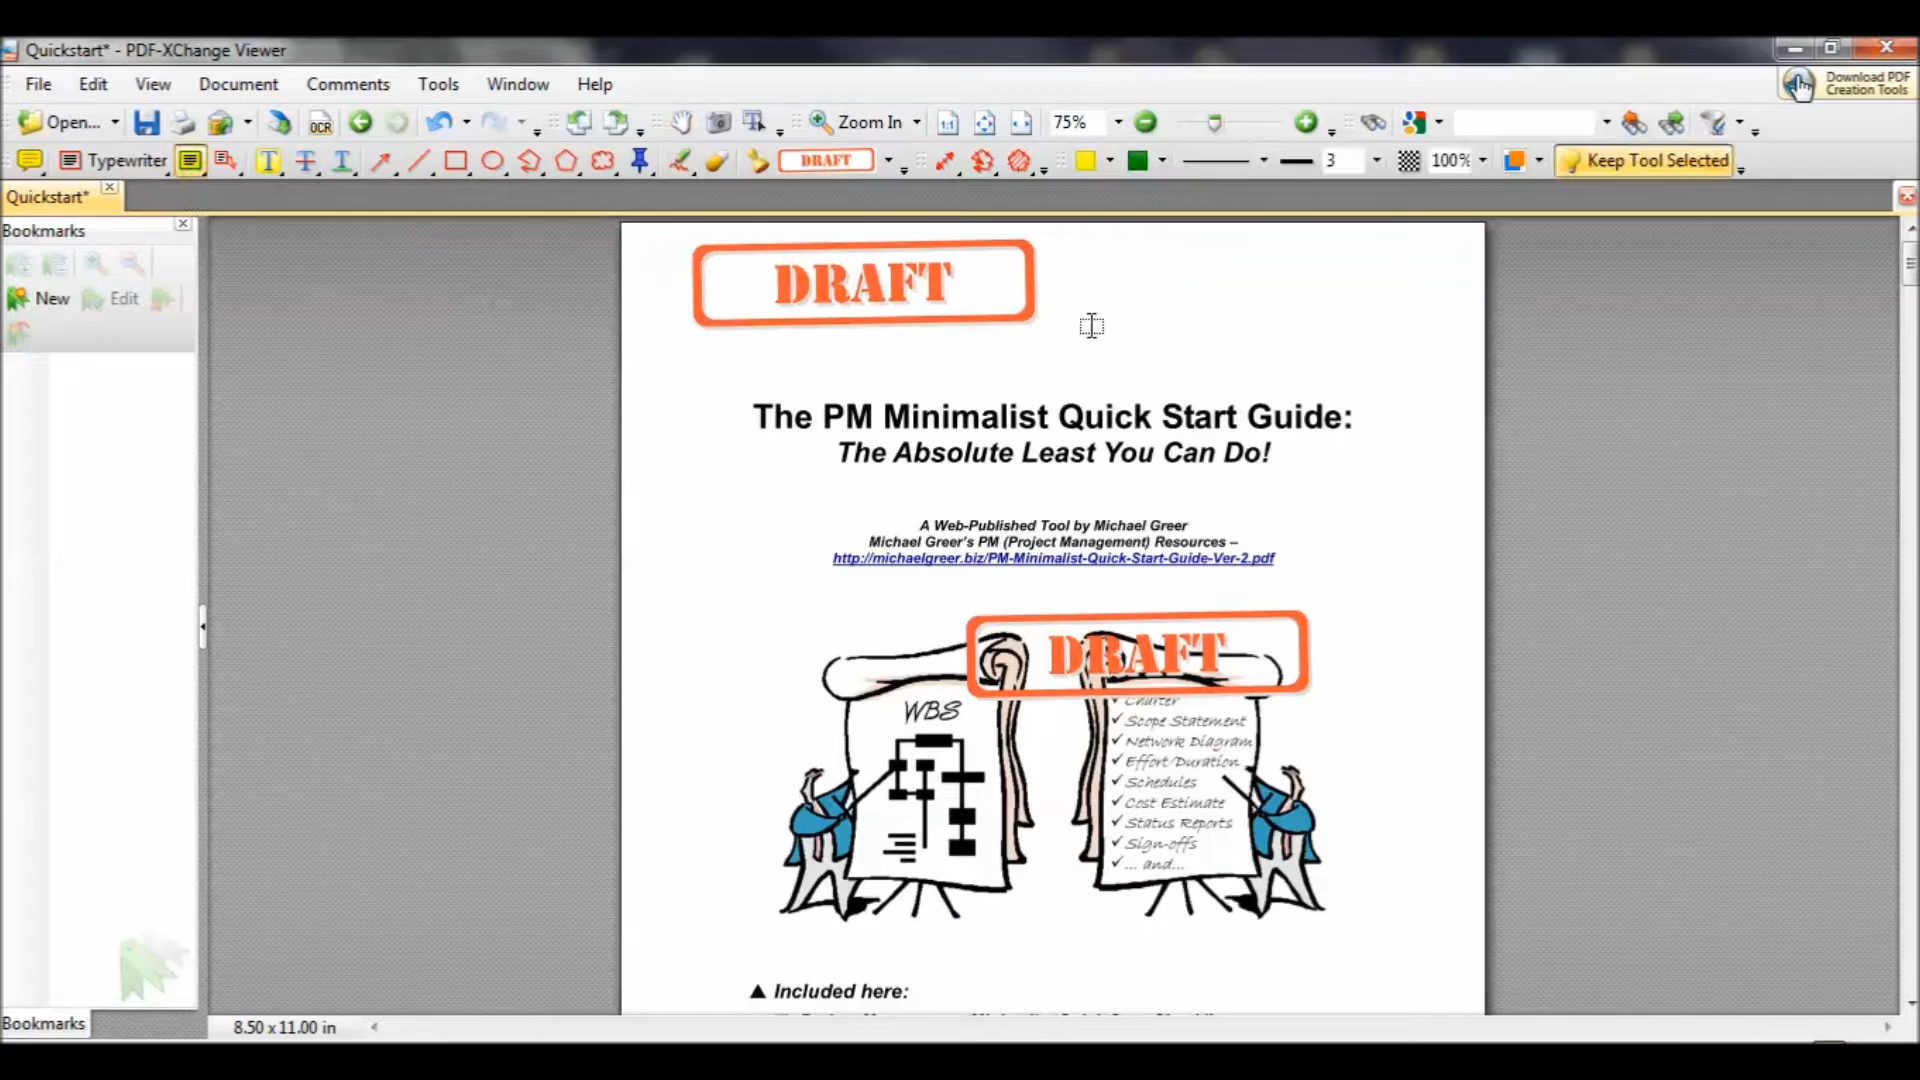 Quickstart* - PDF-XChange Viewer
File Edit View Document Comments Tools Window Help
Download PDF
Creation Tools
Open... OCR Zoom In 1:1 75%
Typewriter T T T DRAFT 3 100% Keep Tool Selected
Quickstart*
Bookmarks
New Edit
DRAFT
The PM Minimalist Quick Start Guide:
The Absolute Least You Can Do!
A Web-Published Tool by Michael Greer
Michael Greer's PM (Project Management) Resources –
http://michaelgreer.biz/PM-Minimalist-Quick-Start-Guide-Ver-2.pdf
DRAFT
WBS
✓ Charter
✓ Scope Statement
✓ Network Diagram
✓ Effort/Duration
✓ Schedules
✓ Cost Estimate
✓ Status Reports
✓ Sign-offs
✓ ... and...
▲ Included here:
Bookmarks
8.50 x 11.00 in